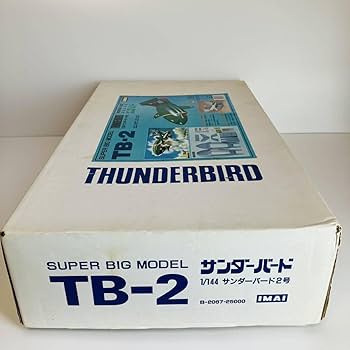 SUPER BIG MODEL
TB-2
THUNDERBIRD
SUPER BIG MODEL
TB-2
サンダーバード
1/144 サンダーバード2号
B-2067-25000
IMAI